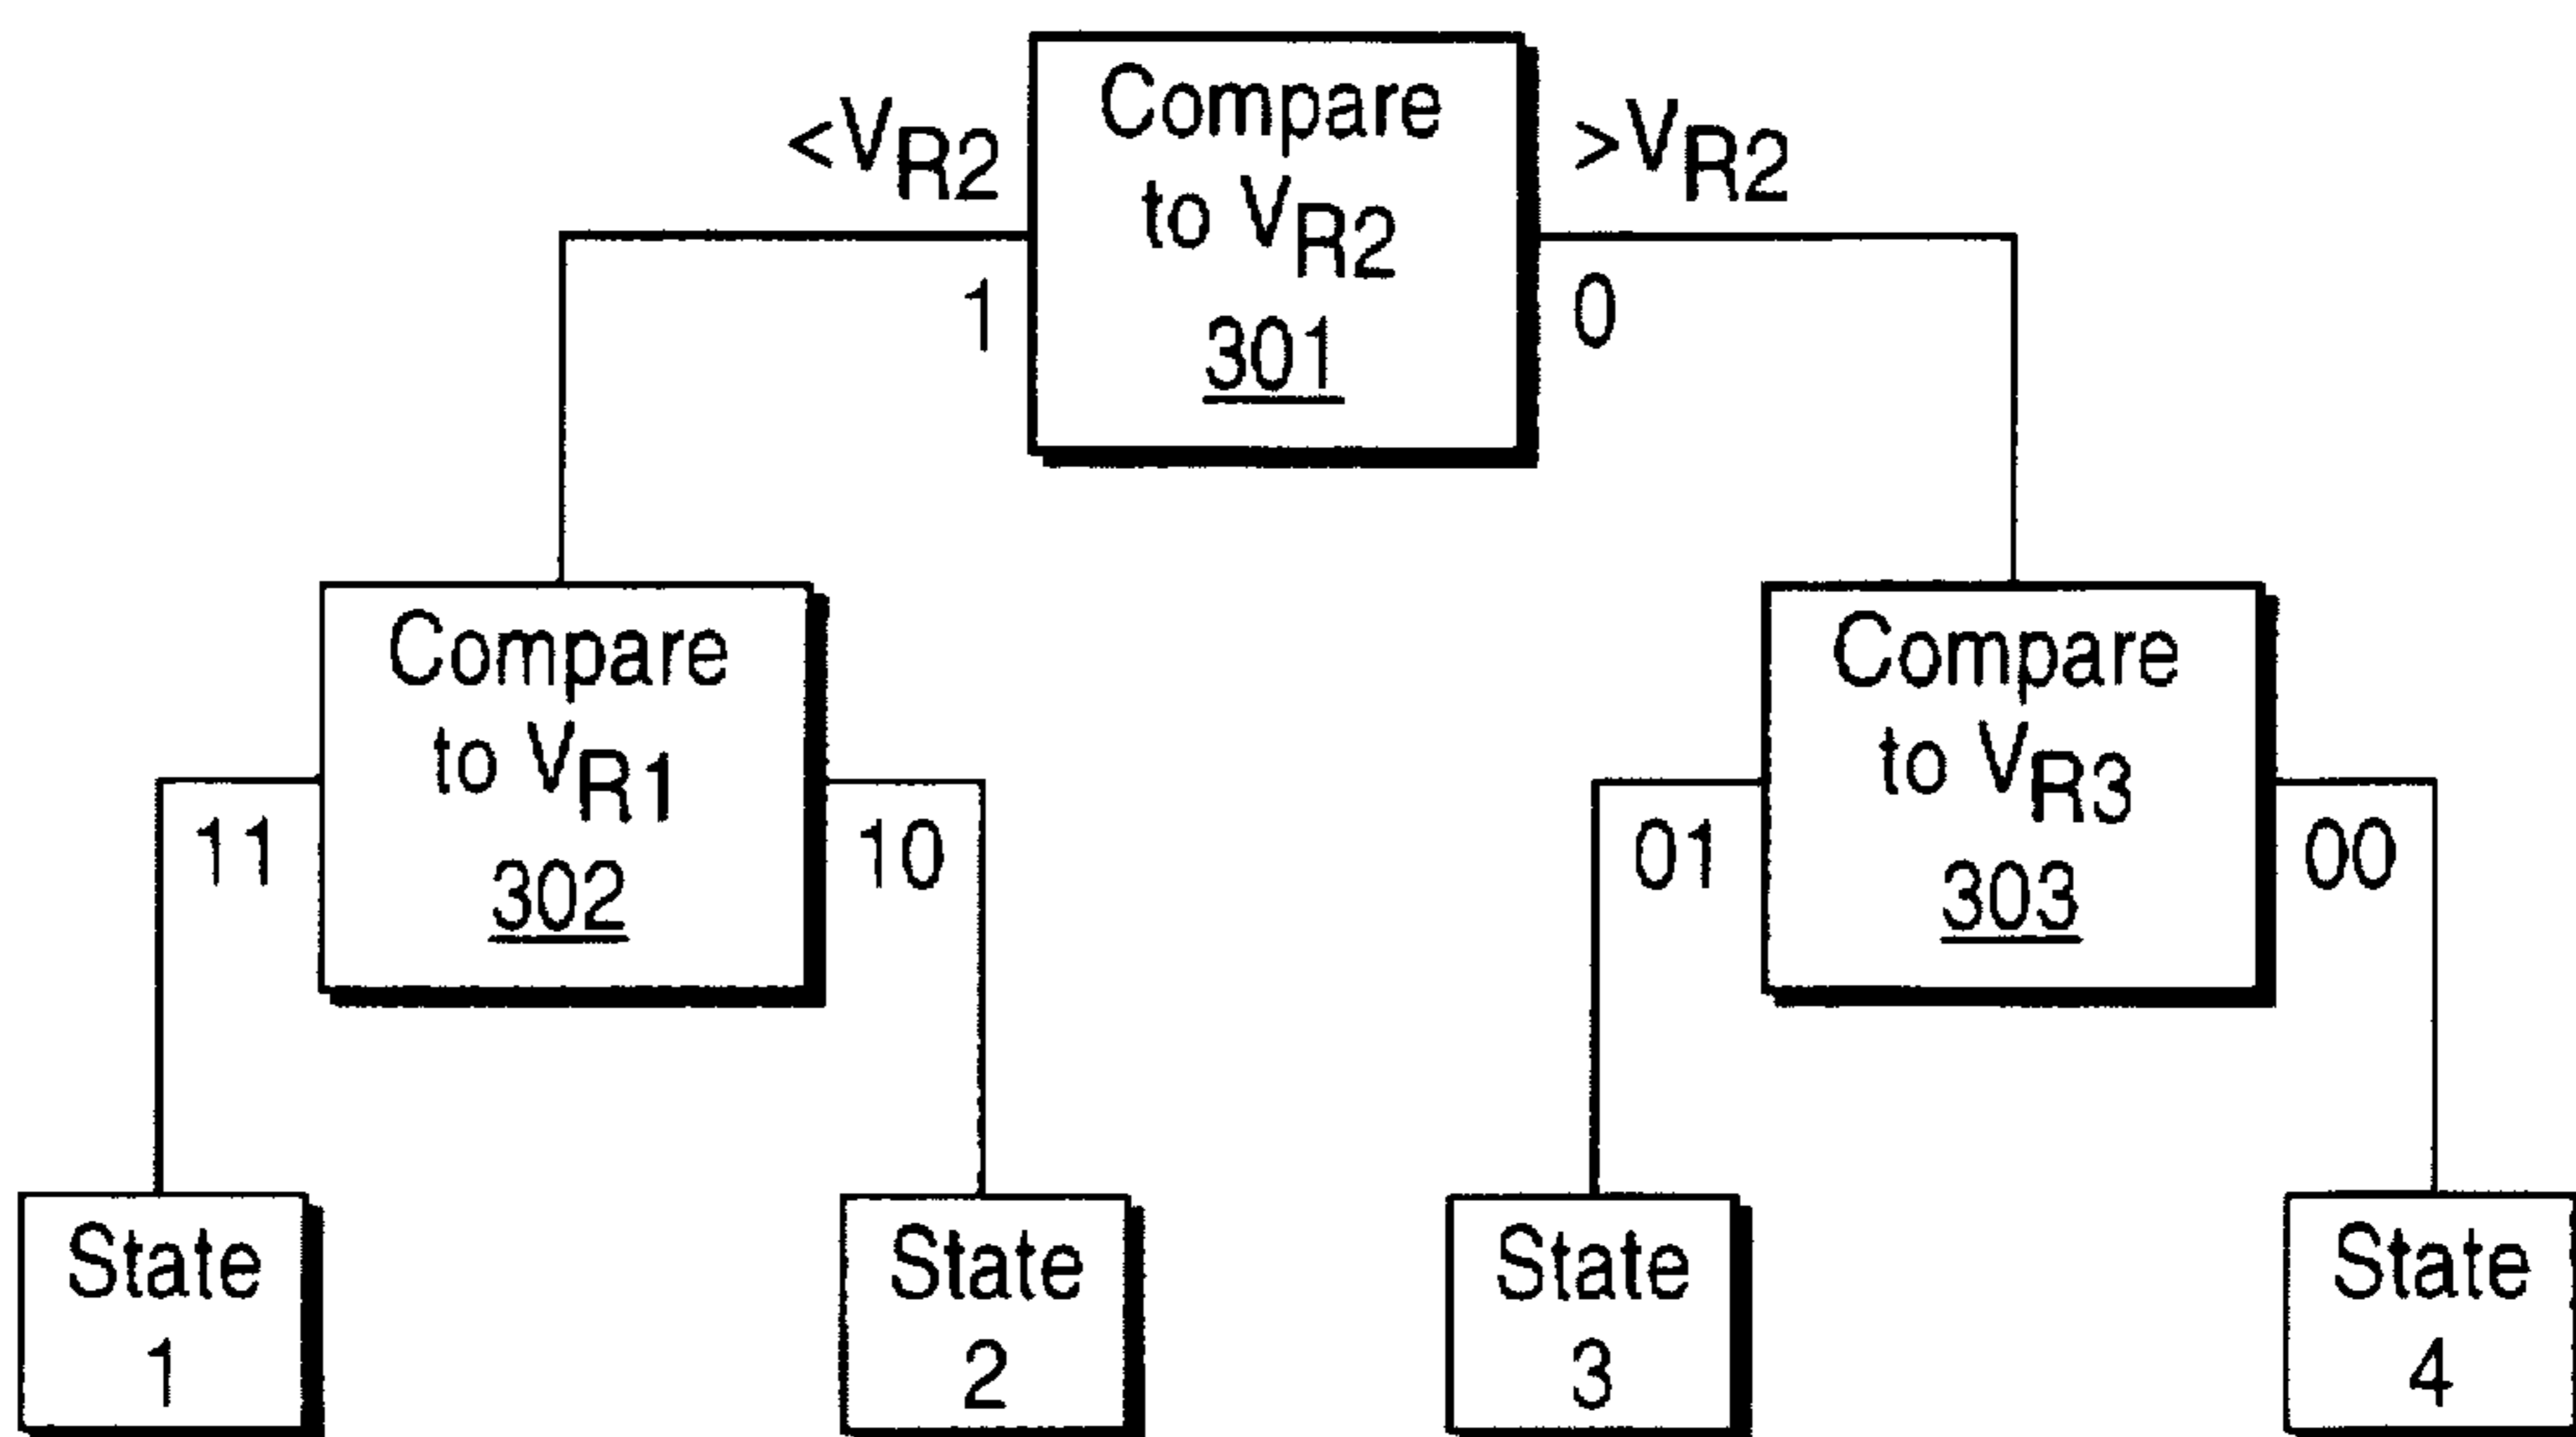 Compare
to VR2
301
<VR2
>VR2
1
0
Compare
to VR1
302
11
10
Compare
to VR3
303
01
00
State
1
State
2
State
3
State
4